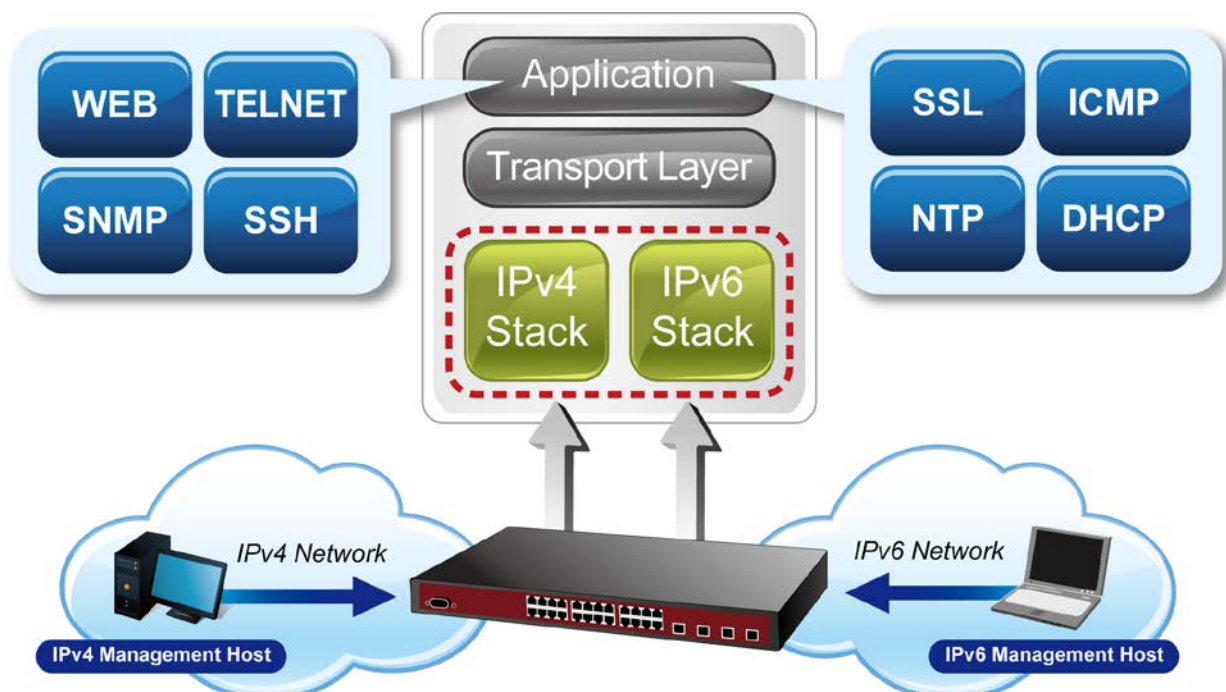 WEB
TELNET
SNMP
SSH
Application
Transport Layer
IPv4
Stack
IPv6
Stack
SSL
ICMP
NTP
DHCP
IPv4 Network
IPv4 Management Host
IPv6 Network
IPv6 Management Host